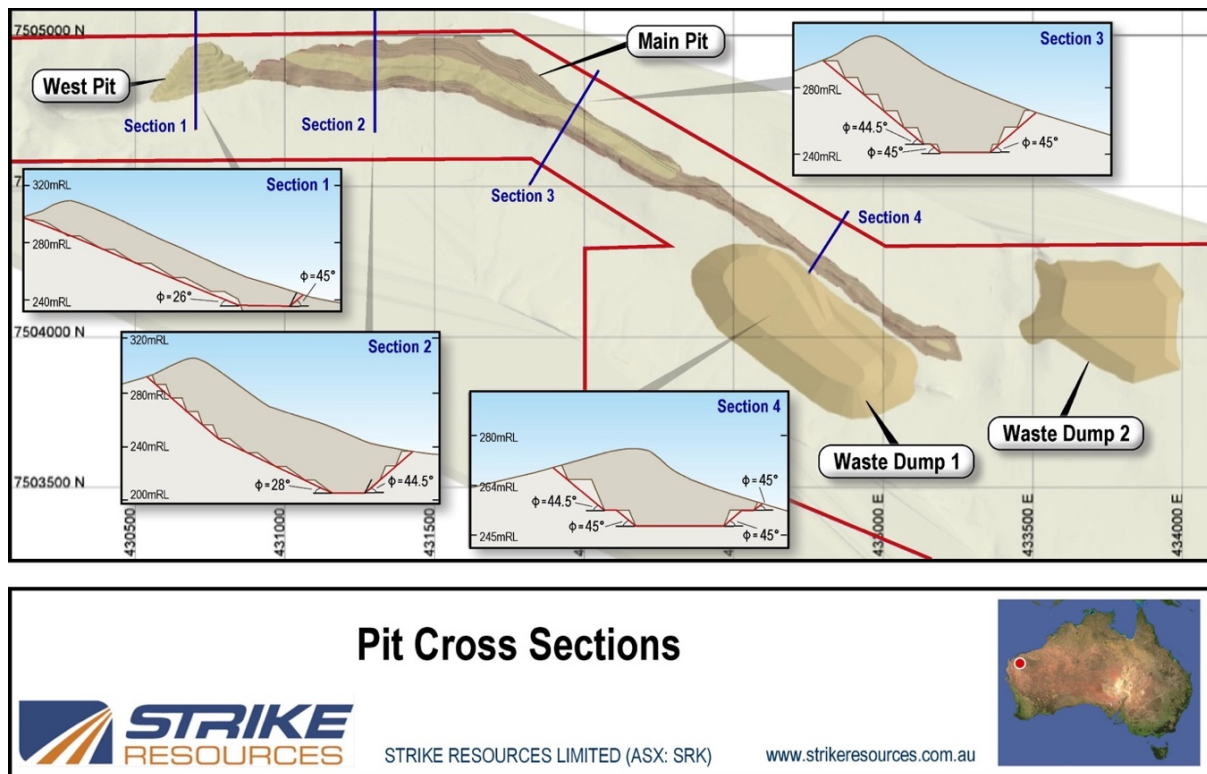 7505000 N
Main Pit
West Pit
Section 1
Section 2
Section 3
Section 4
Section 3
280mRL
240mRL
Φ=44.5°
Φ=45°
Φ=45°
Section 1
320mRL
280mRL
240mRL
Φ=26°
Φ=45°
7504000 N
Section 2
320mRL
280mRL
240mRL
200mRL
Φ=28°
Φ=44.5°
Section 4
280mRL
264mRL
245mRL
Φ=44.5°
Φ=45°
Φ=45°
Φ=45°
Waste Dump 1
Waste Dump 2
7503500 N
430500
431000
431500
433000 E
433500 E
434000 E
Pit Cross Sections
STRIKE
RESOURCES
STRIKE RESOURCES LIMITED (ASX: SRK)
www.strikeresources.com.au